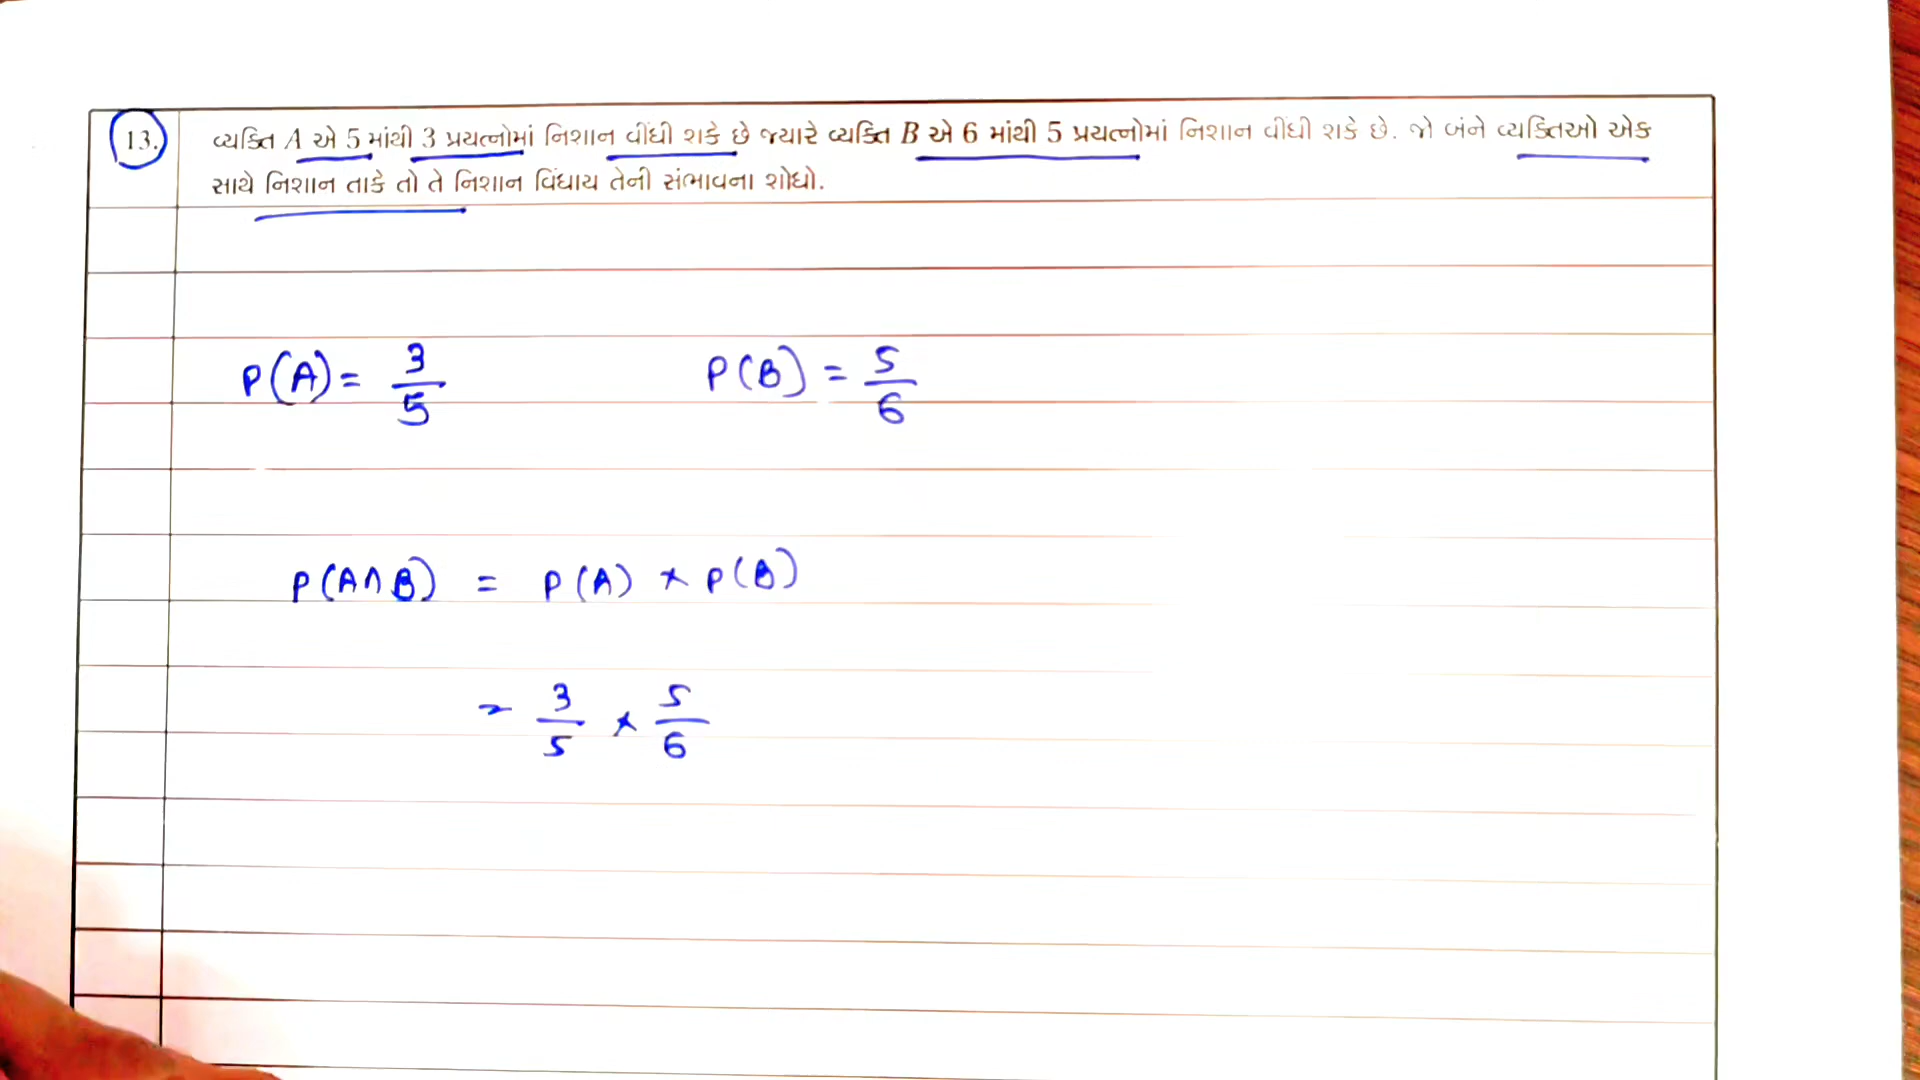 13. વ્યક્તિ A એ 5 માંથી 3 પ્રયત્નોમાં નિશાન વીંધી શકે છે જ્યારે વ્યક્તિ B એ 6 માંથી 5 પ્રયત્નોમાં નિશાન વીંધી શકે છે. જો બંને વ્યક્તિઓ એક
સાથે નિશાન તાકે તો તે નિશાન વિંધાય તેની સંભાવના શોધો.
P(A) = 3/5 P(B) = 5/6
P(A∩B) = P(A) × P(B)
= 3/5 × 5/6